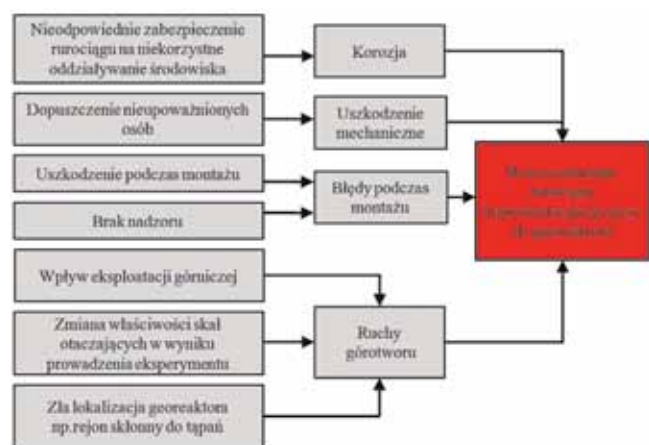 Nieodpowiednie zabezpieczenie
rurociągu na niekorzystne
oddziaływanie środowiska
Korozja
Dopuszczenie nieupoważnionych
osób
Uszkodzenie
mechaniczne
Uszkodzenie podczas montażu
Błędy podczas
montażu
Brak nadzoru
Wpływ eksploatacji górniczej
Zmiana właściwości skał
otaczających w wyniku
prowadzenia eksperymentu
Ruchy
górotworu
Zła lokalizacja georeaktora
np.rejon skłonny do tąpań